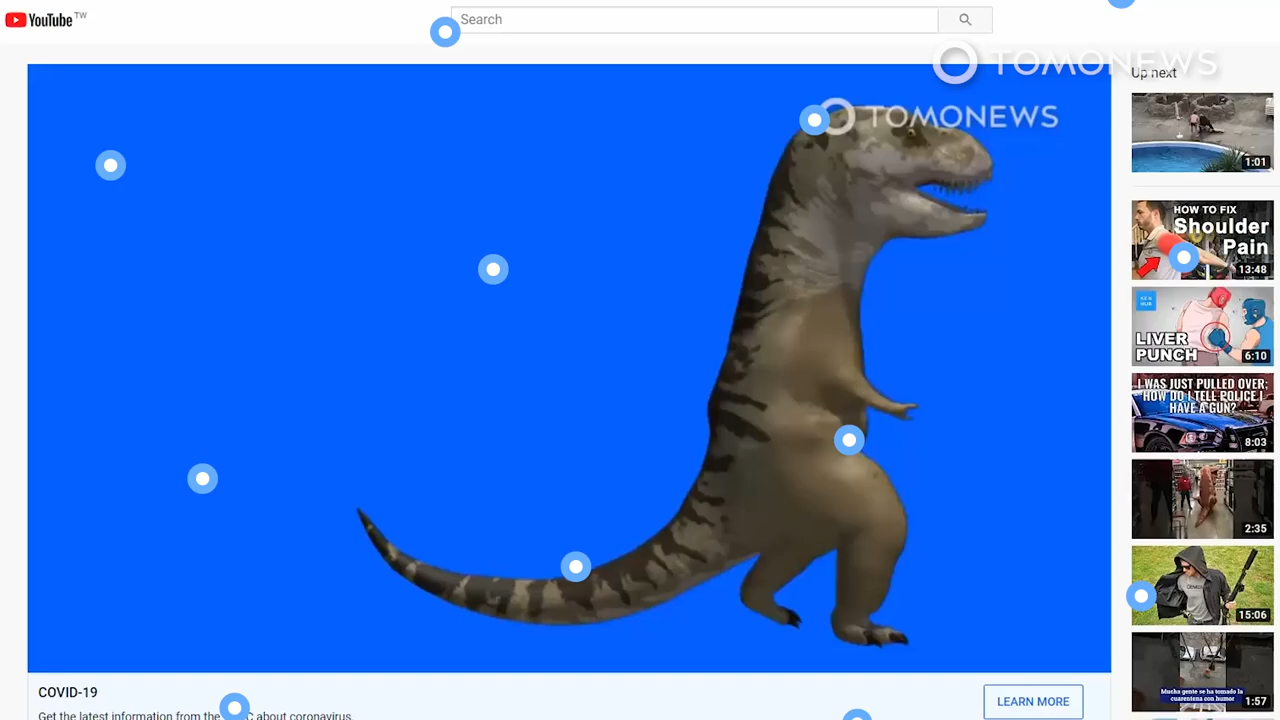 YouTube TW
Search
TOMONEWS
Up next
TOMONEWS
1:01
HOW TO FIX
Shoulder
Pain
13:48
KEN
HUB
LIVER
PUNCH
6:10
I WAS JUST PULLED OVER;
HOW DO I TELL POLICE I
HAVE A GUN?
8:03
2:35
15:06
Mucha gente se ha tomado la
cuarentena con humor
1:57
COVID-19
LEARN MORE
Get the latest information from the C about coronavirus.